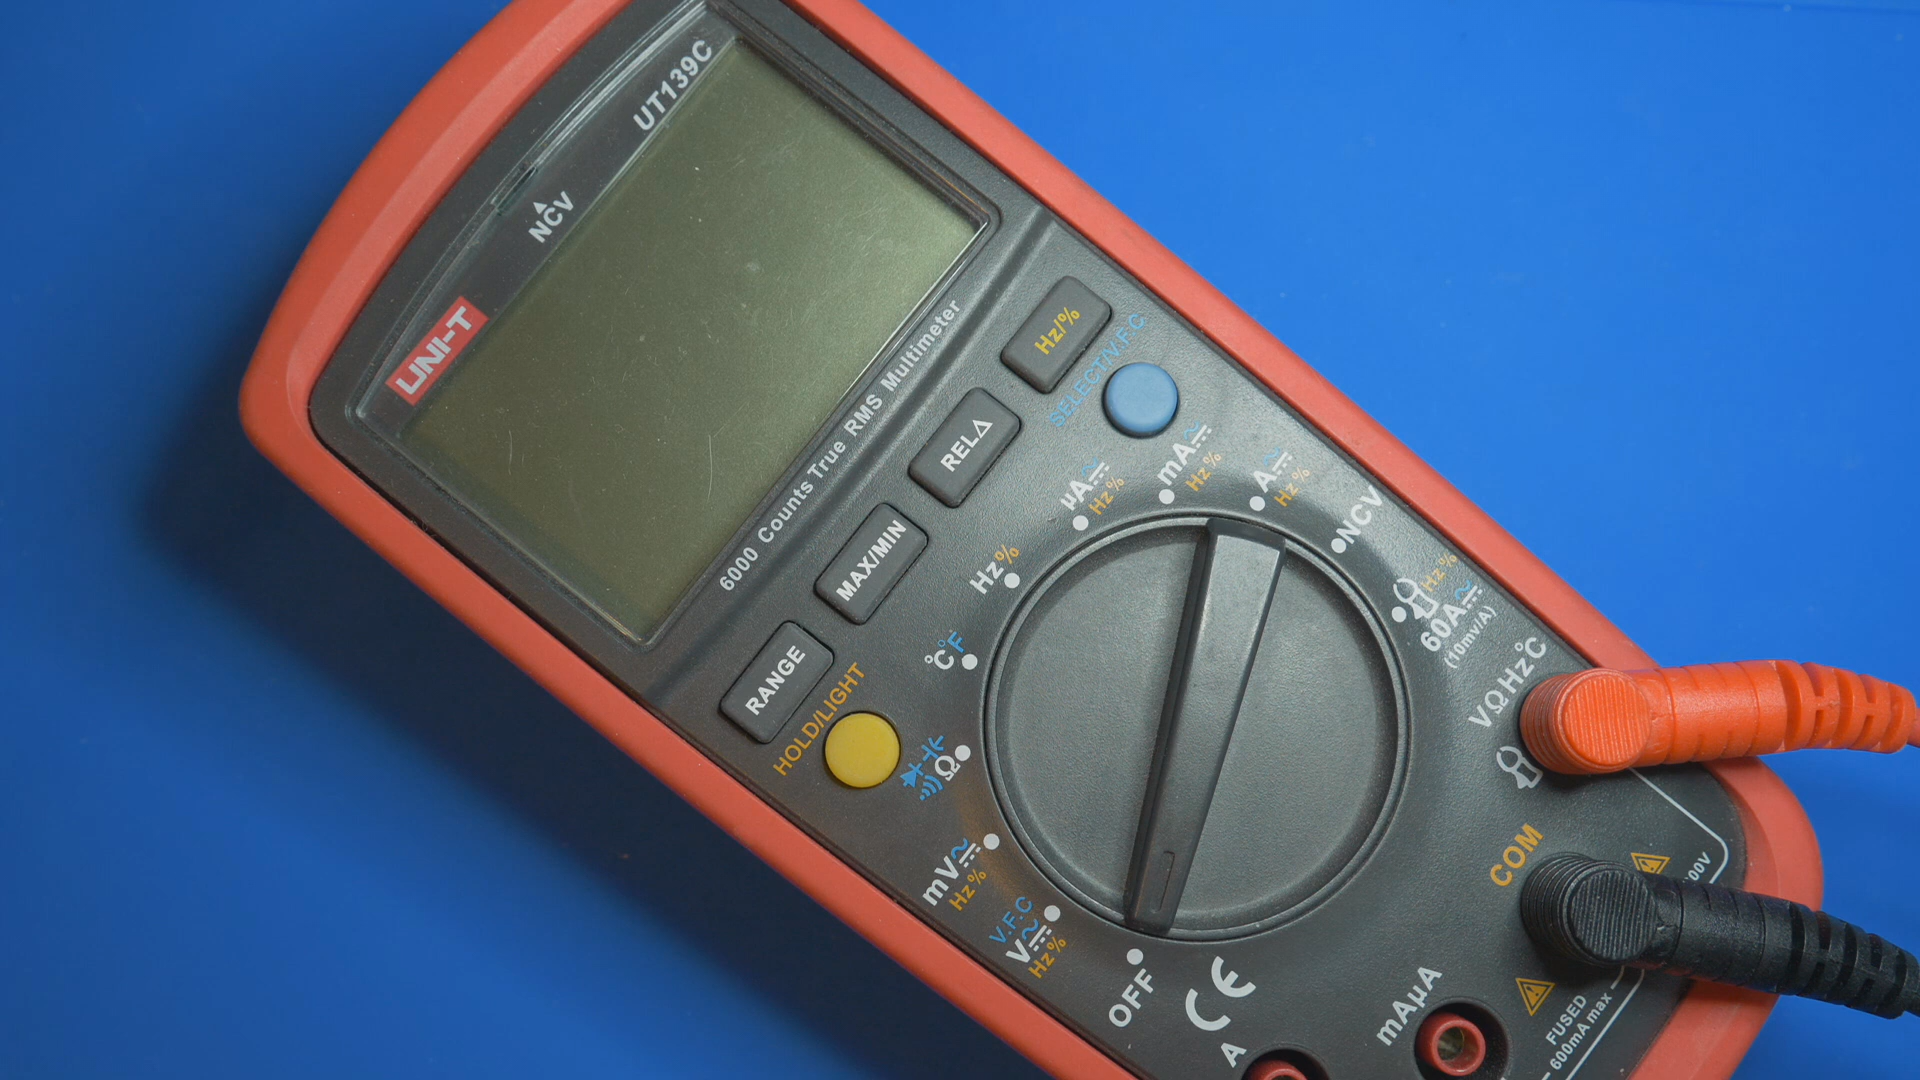 UNI-T
NCV
UT139C
6000 Counts True RMS Multimeter
RANGE
MAX/MIN
REL△
Hz/%
HOLD/LIGHT
SELECT/V.F.C
OFF
V.F.C
V
Hz%
mV
Hz%
Ω
°C°F
Hz%
µA
Hz%
mA
Hz%
A
Hz%
NCV
Hz%
60A
(10mv/A)
VΩHz°C
COM
CE
A
mAµA
FUSED
600mA max